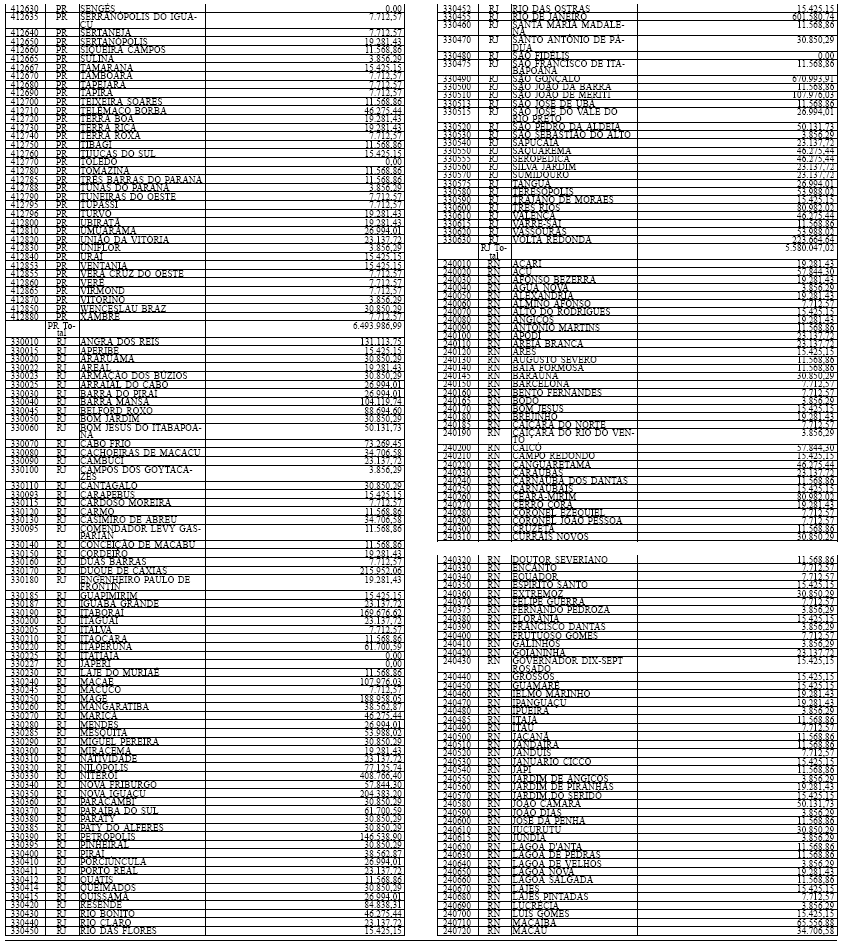 412630 PR SENGÉS 0,00
412635 PR SERRANÓPOLIS DO IGUA-
ÇU 7.712,57
412640 PR SERTANEJA 7.712,57
412650 PR SERTANÓPOLIS 19.281,43
412660 PR SIQUEIRA CAMPOS 11.568,86
412665 PR SULINA 3.856,29
412667 PR TAMARANA 15.425,15
412670 PR TAMBOARA 7.712,57
412680 PR TAPEJARA 7.712,57
412690 PR TAPIRA 7.712,57
412700 PR TEIXEIRA SOARES 11.568,86
412710 PR TELÊMACO BORBA 46.275,44
412720 PR TERRA BOA 19.281,43
412730 PR TERRA RICA 19.281,43
412740 PR TERRA ROXA 7.712,57
412750 PR TIBAGI 11.568,86
412760 PR TIJUCAS DO SUL 15.425,15
412770 PR TOLEDO 0,00
412780 PR TOMAZINA 11.568,86
412785 PR TRÊS BARRAS DO PARANÁ 11.568,86
412788 PR TUNAS DO PARANÁ 3.856,29
412790 PR TUNEIRAS DO OESTE 7.712,57
412795 PR TUPÃSSI 7.712,57
412796 PR TURVO 19.281,43
412800 PR UBIRATÃ 19.281,43
412810 PR UMUARAMA 26.994,01
412820 PR UNIÃO DA VITÓRIA 23.137,72
412830 PR UNIFLOR 3.856,29
412840 PR URAÍ 15.425,15
412853 PR VENTANIA 15.425,15
412855 PR VERA CRUZ DO OESTE 7.712,57
412860 PR VERÊ 7.712,57
412865 PR VIRMOND 7.712,57
412870 PR VITORINO 3.856,29
412850 PR WENCESLAU BRAZ 30.850,29
412880 PR XAMBRÊ 7.712,57
PR To-
tal 6.493.986,99
330010 RJ ANGRA DOS REIS 131.113,75
330015 RJ APERIBÉ 15.425,15
330020 RJ ARARUAMA 30.850,29
330022 RJ AREAL 19.281,43
330023 RJ ARMAÇÃO DOS BÚZIOS 30.850,29
330025 RJ ARRAIAL DO CABO 26.994,01
330030 RJ BARRA DO PIRAÍ 26.994,01
330040 RJ BARRA MANSA 104.119,74
330045 RJ BELFORD ROXO 88.694,60
330050 RJ BOM JARDIM 30.850,29
330060 RJ BOM JESUS DO ITABAPOA-
NA 50.131,73
330070 RJ CABO FRIO 73.269,45
330080 RJ CACHOEIRAS DE MACACU 34.706,58
330090 RJ CAMBUCI 23.137,72
330100 RJ CAMPOS DOS GOYTACA-
ZES 3.856,29
330110 RJ CANTAGALO 30.850,29
330093 RJ CARAPEBUS 15.425,15
330115 RJ CARDOSO MOREIRA 7.712,57
330120 RJ CARMO 11.568,86
330130 RJ CASIMIRO DE ABREU 34.706,58
330095 RJ COMENDADOR LEVY GAS-
PARIAN 11.568,86
330140 RJ CONCEIÇÃO DE MACABU 11.568,86
330150 RJ CORDEIRO 19.281,43
330160 RJ DUAS BARRAS 7.712,57
330170 RJ DUQUE DE CAXIAS 215.952,06
330180 RJ ENGENHEIRO PAULO DE
FRONTIN 19.281,43
330185 RJ GUAPIMIRIM 15.425,15
330187 RJ IGUABA GRANDE 23.137,72
330190 RJ ITABORAÍ 169.676,62
330200 RJ ITAGUAÍ 23.137,72
330205 RJ ITALVA 7.712,57
330210 RJ ITAOCARA 11.568,86
330220 RJ ITAPERUNA 61.700,59
330225 RJ ITATIAIA 0,00
330227 RJ JAPERI 0,00
330230 RJ LAJE DO MURIAÉ 11.568,86
330240 RJ MACAÉ 107.976,03
330245 RJ MACUCO 7.712,57
330250 RJ MAGÉ 188.958,05
330260 RJ MANGARATIBA 38.562,87
330270 RJ MARICÁ 46.275,44
330280 RJ MENDES 26.994,01
330285 RJ MESQUITA 53.988,02
330290 RJ MIGUEL PEREIRA 30.850,29
330300 RJ MIRACEMA 19.281,43
330310 RJ NATIVIDADE 23.137,72
330320 RJ NILÓPOLIS 77.125,74
330330 RJ NITERÓI 408.766,40
330340 RJ NOVA FRIBURGO 57.844,30
330350 RJ NOVA IGUAÇU 204.383,20
330360 RJ PARACAMBI 30.850,29
330370 RJ PARAÍBA DO SUL 61.700,59
330380 RJ PARATY 30.850,29
330385 RJ PATY DO ALFERES 30.850,29
330390 RJ PETRÓPOLIS 146.538,90
330395 RJ PINHEIRAL 30.850,29
330400 RJ PIRAÍ 38.562,87
330410 RJ PORCIÚNCULA 26.994,01
330411 RJ PORTO REAL 23.137,72
330412 RJ QUATIS 11.568,86
330414 RJ QUEIMADOS 30.850,29
330415 RJ QUISSAMÃ 26.994,01
330420 RJ RESENDE 84.838,31
330430 RJ RIO BONITO 46.275,44
330440 RJ RIO CLARO 23.137,72
330450 RJ RIO DAS FLORES 15.425,15
330452 RJ RIO DAS OSTRAS 15.425,15
330455 RJ RIO DE JANEIRO 601.580,74
330460 RJ SANTA MARIA MADALE-
NA 11.568,86
330470 RJ SANTO ANTÔNIO DE PÁ-
DUA 30.850,29
330480 RJ SÃO FIDÉLIS 0,00
330475 RJ SÃO FRANCISCO DE ITA-
BAPOANA 11.568,86
330490 RJ SÃO GONÇALO 670.993,91
330500 RJ SÃO JOÃO DA BARRA 11.568,86
330510 RJ SÃO JOÃO DE MERITI 107.976,03
330513 RJ SÃO JOSÉ DE UBÁ 11.568,86
330515 RJ SÃO JOSÉ DO VALE DO
RIO PRETO 26.994,01
330520 RJ SÃO PEDRO DA ALDEIA 50.131,73
330530 RJ SÃO SEBASTIÃO DO ALTO 3.856,29
330540 RJ SAPUCAIA 23.137,72
330550 RJ SAQUAREMA 46.275,44
330555 RJ SEROPÉDICA 46.275,44
330560 RJ SILVA JARDIM 23.137,72
330570 RJ SUMIDOURO 23.137,72
330575 RJ TANGUÁ 26.994,01
330580 RJ TERESÓPOLIS 53.988,02
330590 RJ TRAJANO DE MORAES 15.425,15
330600 RJ TRÊS RIOS 80.982,02
330610 RJ VALENÇA 46.275,44
330615 RJ VARRE-SAI 11.568,86
330620 RJ VASSOURAS 53.988,02
330630 RJ VOLTA REDONDA 223.664,64
RJ To-
tal 5.580.047,02
240010 RN ACARI 19.281,43
240020 RN AÇU 57.844,30
240030 RN AFONSO BEZERRA 19.281,43
240040 RN ÁGUA NOVA 3.856,29
240050 RN ALEXANDRIA 19.281,43
240060 RN ALMINO AFONSO 7.712,57
240070 RN ALTO DO RODRIGUES 15.425,15
240080 RN ANGICOS 19.281,43
240090 RN ANTÔNIO MARTINS 11.568,86
240100 RN APODI 23.137,72
240110 RN AREIA BRANCA 23.137,72
240120 RN ARÊS 15.425,15
240130 RN AUGUSTO SEVERO 11.568,86
240140 RN BAÍA FORMOSA 11.568,86
240145 RN BARAÚNA 30.850,29
240150 RN BARCELONA 7.712,57
240160 RN BENTO FERNANDES 7.712,57
240165 RN BODÓ 3.856,29
240170 RN BOM JESUS 15.425,15
240180 RN BREJINHO 19.281,43
240185 RN CAIÇARA DO NORTE 7.712,57
240190 RN CAIÇARA DO RIO DO VEN-
TO 3.856,29
240200 RN CAICÓ 57.844,30
240210 RN CAMPO REDONDO 15.425,15
240220 RN CANGUARETAMA 46.275,44
240230 RN CARAÚBAS 23.137,72
240240 RN CARNAÚBA DOS DANTAS 11.568,86
240250 RN CARNAUBAIS 15.425,15
240260 RN CEARÁ-MIRIM 80.982,02
240270 RN CERRO CORÁ 19.281,43
240280 RN CORONEL EZEQUIEL 7.712,57
240290 RN CORONEL JOÃO PESSOA 7.712,57
240300 RN CRUZETA 11.568,86
240310 RN CURRAIS NOVOS 30.850,29
240320 RN DOUTOR SEVERIANO 11.568,86
240330 RN ENCANTO 7.712,57
240340 RN EQUADOR 7.712,57
240350 RN ESPÍRITO SANTO 15.425,15
240360 RN EXTREMOZ 30.850,29
240370 RN FELIPE GUERRA 7.712,57
240375 RN FERNANDO PEDROZA 3.856,29
240380 RN FLORÂNIA 15.425,15
240390 RN FRANCISCO DANTAS 3.856,29
240400 RN FRUTUOSO GOMES 7.712,57
240410 RN GALINHOS 3.856,29
240420 RN GOIANINHA 23.137,72
240430 RN GOVERNADOR DIX-SEPT
ROSADO 15.425,15
240440 RN GROSSOS 15.425,15
240450 RN GUAMARÉ 15.425,15
240460 RN IELMO MARINHO 19.281,43
240470 RN IPANGUAÇU 19.281,43
240480 RN IPUEIRA 3.856,29
240485 RN ITAJÁ 11.568,86
240490 RN ITAÚ 7.712,57
240500 RN JAÇANÃ 11.568,86
240510 RN JANDAÍRA 11.568,86
240520 RN JANDUÍS 7.712,57
240530 RN JANUÁRIO CICCO 15.425,15
240540 RN JAPI 11.568,86
240550 RN JARDIM DE ANGICOS 3.856,29
240560 RN JARDIM DE PIRANHAS 19.281,43
240570 RN JARDIM DO SERIDÓ 15.425,15
240580 RN JOÃO CÂMARA 50.131,73
240590 RN JOÃO DIAS 3.856,29
240600 RN JOSÉ DA PENHA 11.568,86
240610 RN JUCURUTU 30.850,29
240615 RN JUNDIÁ 3.856,29
240620 RN LAGOA D'ANTA 11.568,86
240630 RN LAGOA DE PEDRAS 11.568,86
240640 RN LAGOA DE VELHOS 3.856,29
240650 RN LAGOA NOVA 19.281,43
240660 RN LAGOA SALGADA 11.568,86
240670 RN LAJES 15.425,15
240680 RN LAJES PINTADAS 7.712,57
240690 RN LUCRÉCIA 3.856,29
240700 RN LUÍS GOMES 15.425,15
240710 RN MACAÍBA 65.556,88
240720 RN MACAU 34.706,58